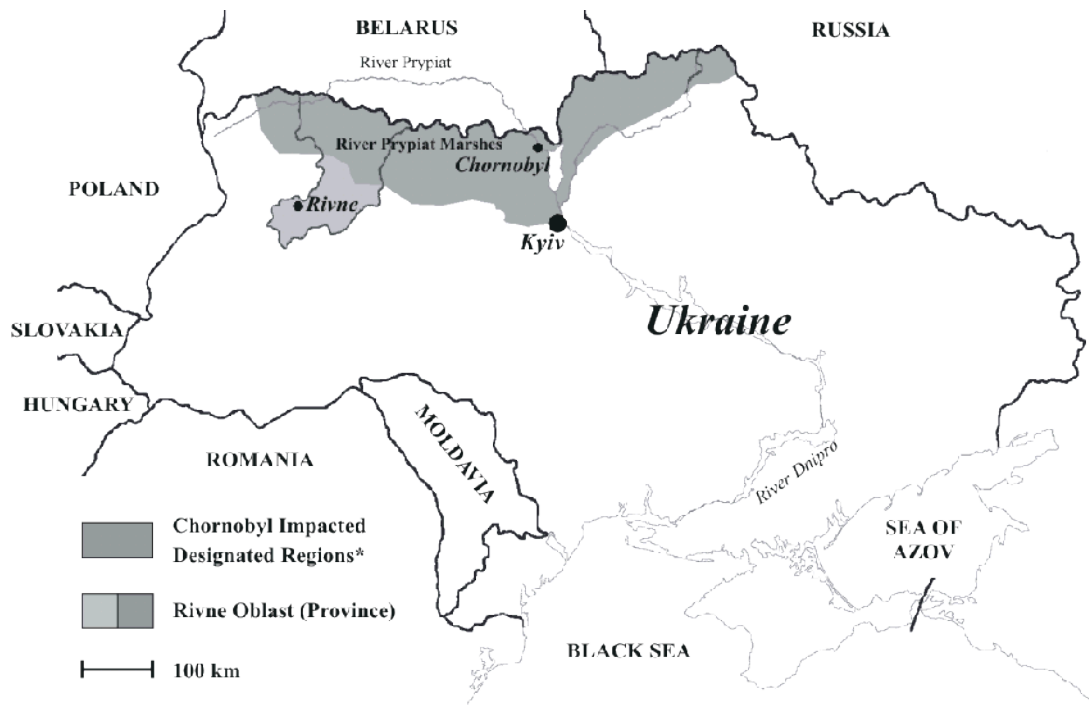 BELARUS
RUSSIA
River Prypiat
River Prypiat Marshes
Chornobyl
POLAND
Rivne
Kyiv
Ukraine
SLOVAKIA
HUNGARY
MOLDAVIA
ROMANIA
River Dnipro
SEA OF
AZOV
BLACK SEA
Chornobyl Impacted
Designated Regions*
Rivne Oblast (Province)
100 km